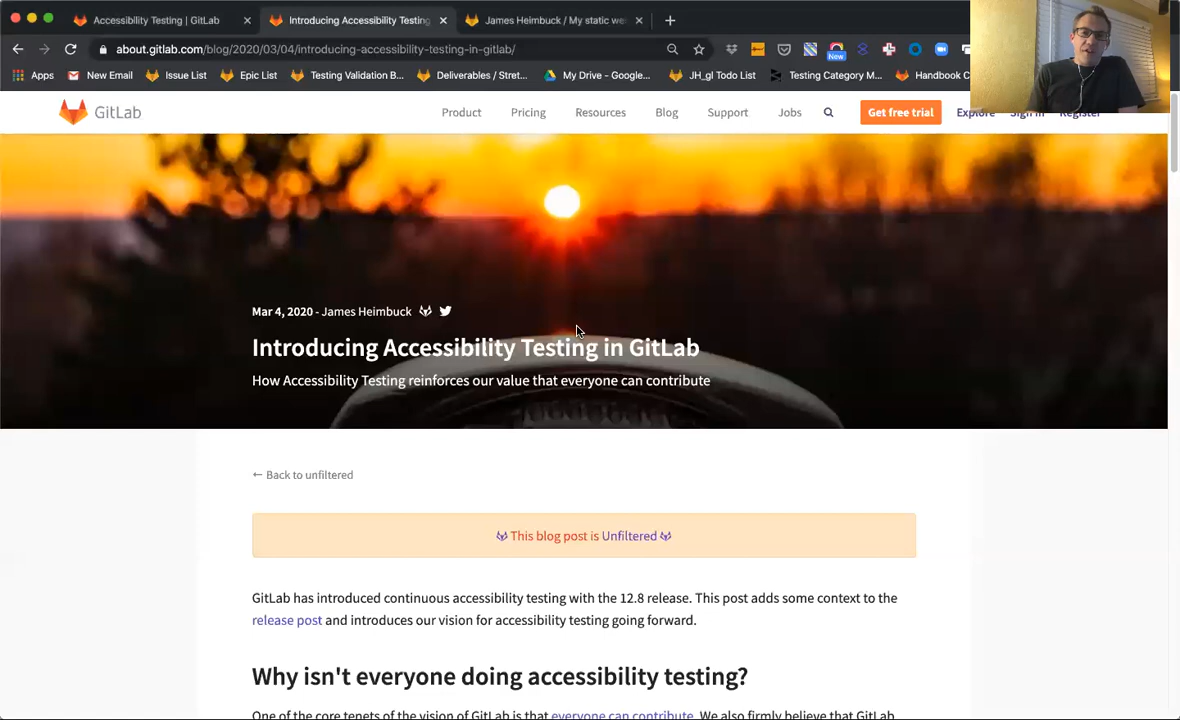 Accessibility Testing | GitLab
Introducing Accessibility Testing
James Heimbuck / My static we
about.gitlab.com/blog/2020/03/04/introducing-accessibility-testing-in-gitlab/
New
Apps
New Email
Issue List
Epic List
Testing Validation B...
Deliverables / Stret...
My Drive - Google...
JH_gl Todo List
Testing Category M...
Handbook C
GitLab
Product
Pricing
Resources
Blog
Support
Jobs
Get free trial
Explore
Sign in
Register
Mar 4, 2020 - James Heimbuck
Introducing Accessibility Testing in GitLab
How Accessibility Testing reinforces our value that everyone can contribute
← Back to unfiltered
This blog post is Unfiltered
GitLab has introduced continuous accessibility testing with the 12.8 release. This post adds some context to the
release post and introduces our vision for accessibility testing going forward.
Why isn't everyone doing accessibility testing?
One of the core tenets of the vision of GitLab is that everyone can contribute. We also firmly believe that GitLab